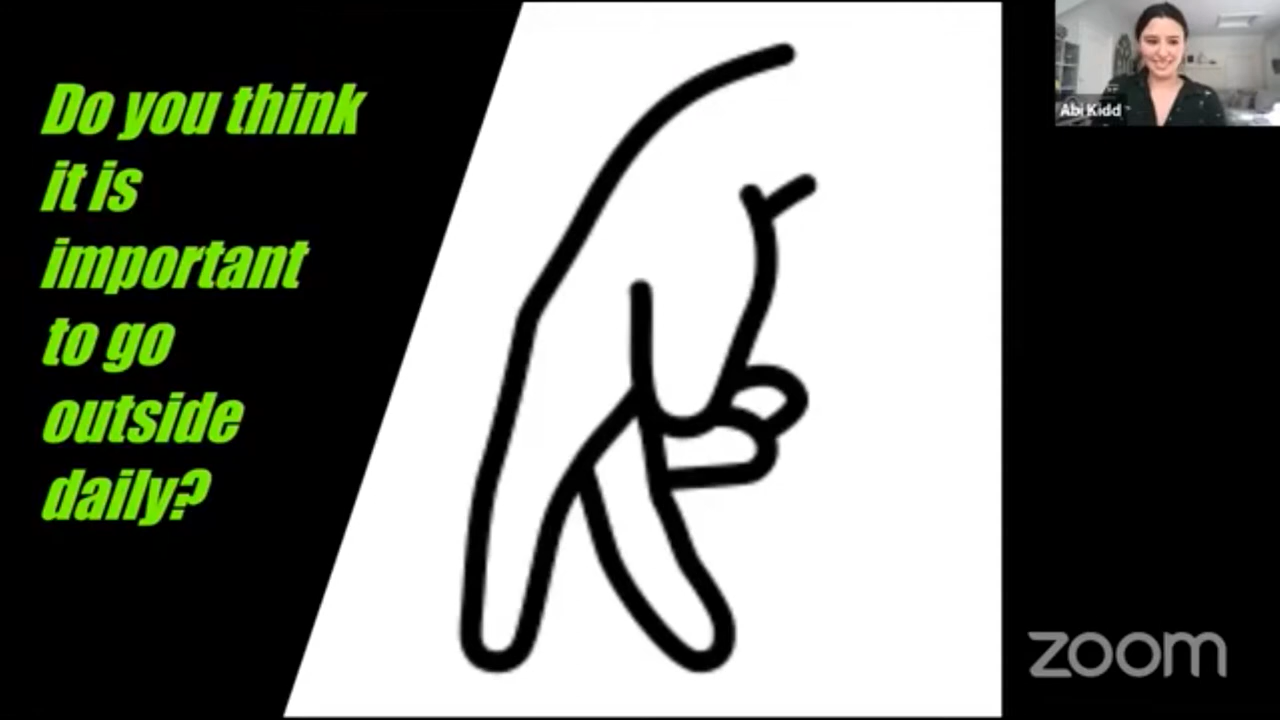 Do you think
it is
important
to go
outside
daily?
Abi Kidd
zoom